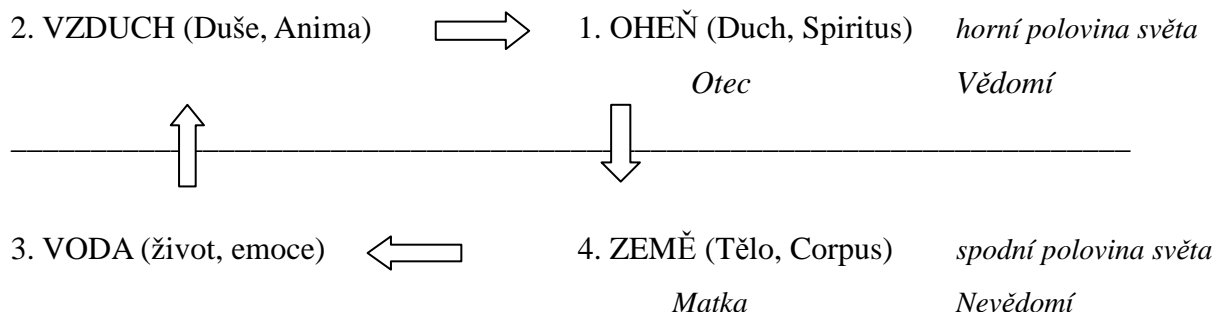 2. VZDUCH (Duše, Anima) 1. OHEŇ (Duch, Spiritus) horní polovina světa
Otec Vědomí
3. VODA (život, emoce) 4. ZEMĚ (Tělo, Corpus) spodní polovina světa
Matka Nevědomí